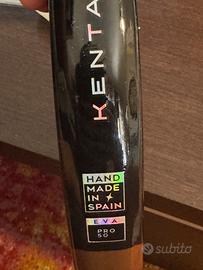 KENTA
HAND
MADE
IN
SPAIN
EVA
PRO
50
subito